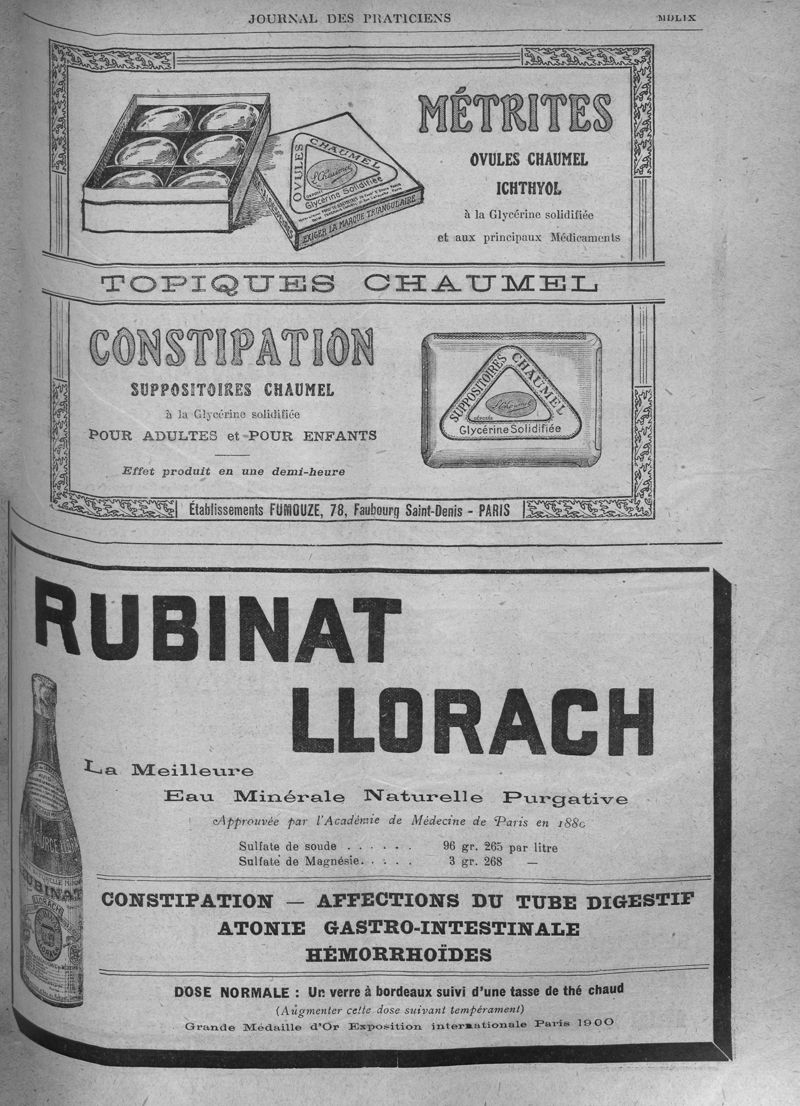 JOURNAL DES PRATICIENS
MDLIX
MÉTRITES
OVULES CHAUMEL
ICHTHYOL
à la Glycérine solidifiée
et aux principaux Médicaments
OVULES CHAUMEL
Glycérine Solidifiée
EXIGER LA MARQUE TRIANGULAIRE
TOPIQUES CHAUMEL
CONSTIPATION
SUPPOSITOIRES CHAUMEL
à la Glycérine solidifiée
POUR ADULTES et POUR ENFANTS
Effet produit en une demi-heure
SUPPOSITOIRES CHAUMEL
Glycérine Solidifiée
Établissements FUMOUZE, 78, Faubourg Saint-Denis - PARIS
RUBINAT
LLORACH
La Meilleure
Eau Minérale Naturelle Purgative
Approuvée par l'Académie de Médecine de Paris en 1880
Sulfate de soude . . . . . . 96 gr. 265 par litre
Sulfate de Magnésie. . . . . 3 gr. 268 —
RUBINAT
LLORACH
CONSTIPATION — AFFECTIONS DU TUBE DIGESTIF
ATONIE GASTRO-INTESTINALE
HÉMORRHOÏDES
DOSE NORMALE : Un verre à bordeaux suivi d'une tasse de thé chaud
(Augmenter cette dose suivant tempérament)
Grande Médaille d'Or Exposition internationale Paris 1900